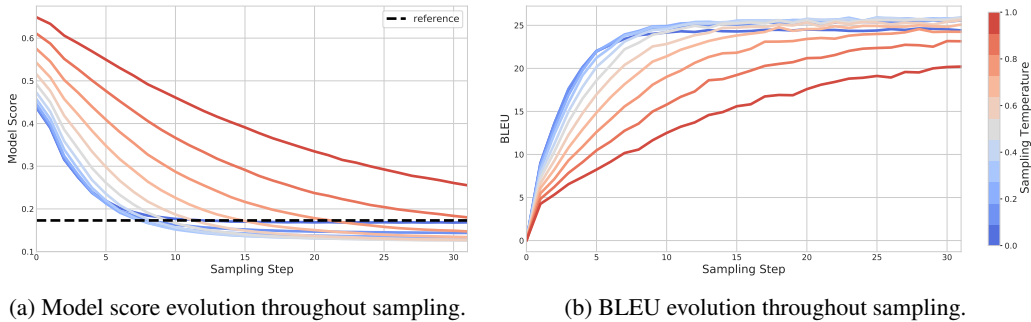 reference
0.6
0.5
0.4
0.3
0.2
0.1
Model Score
0 5 10 15 20 25 30
Sampling Step
25
20
15
10
5
0
BLEU
0 5 10 15 20 25 30
Sampling Step
1.0
0.8
0.6
0.4
0.2
0.0
Sampling Temperature
(a) Model score evolution throughout sampling.
(b) BLEU evolution throughout sampling.